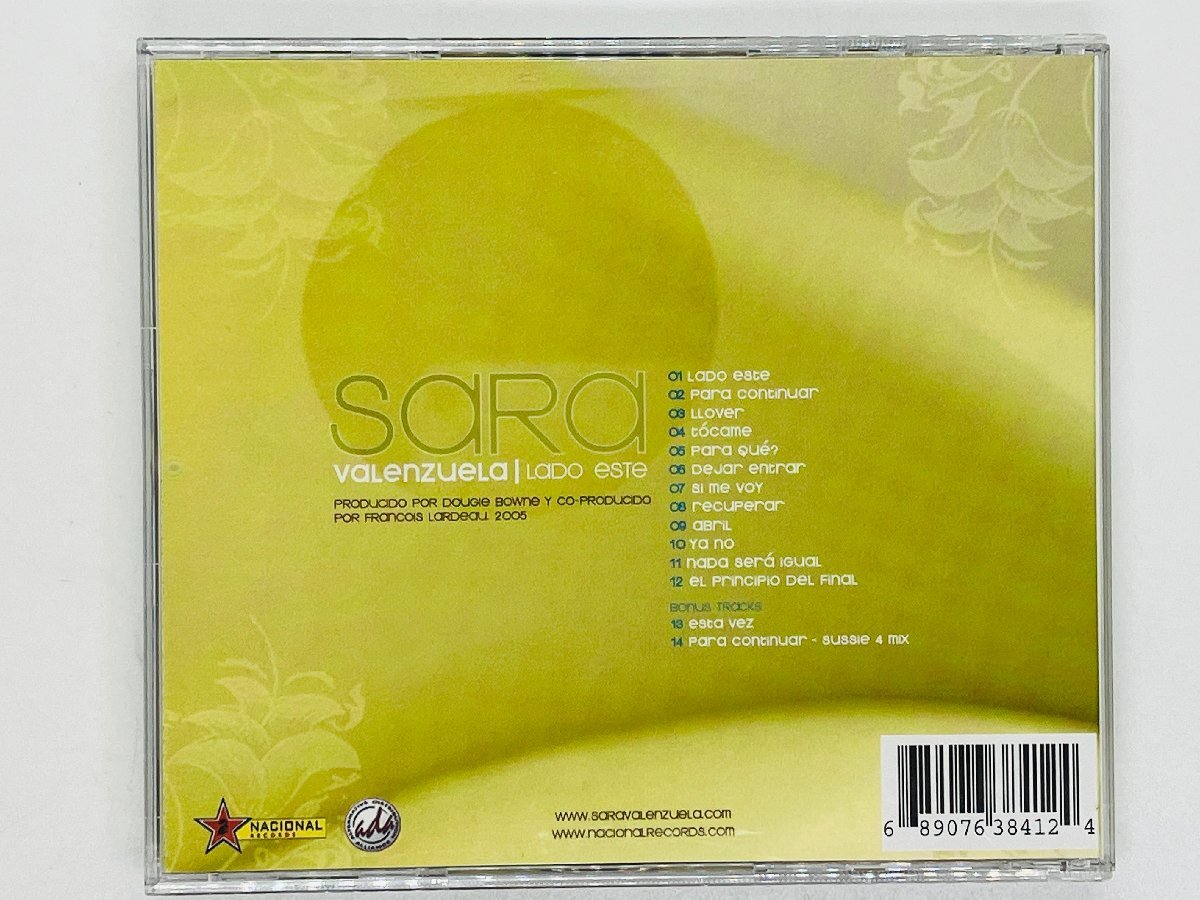 sara
valenzuela | Lado este
Producido por Dougie Bowne y co-producido
por Francois Lardeau. 2005
01 Lado este
02 Para continuar
03 Llover
04 tócame
05 Para qué?
06 Dejar entrar
07 si me voy
08 recuperar
09 abril
10 ya no
11 nada será igual
12 el principio del final
Bonus Tracks
13 esta vez
14 Para continuar - sussie 4 mix
NACIONAL
RECORDS
ada
ALLIANCE
www.saravalenzuela.com
www.nacionalrecords.com
6 89076 38412 4